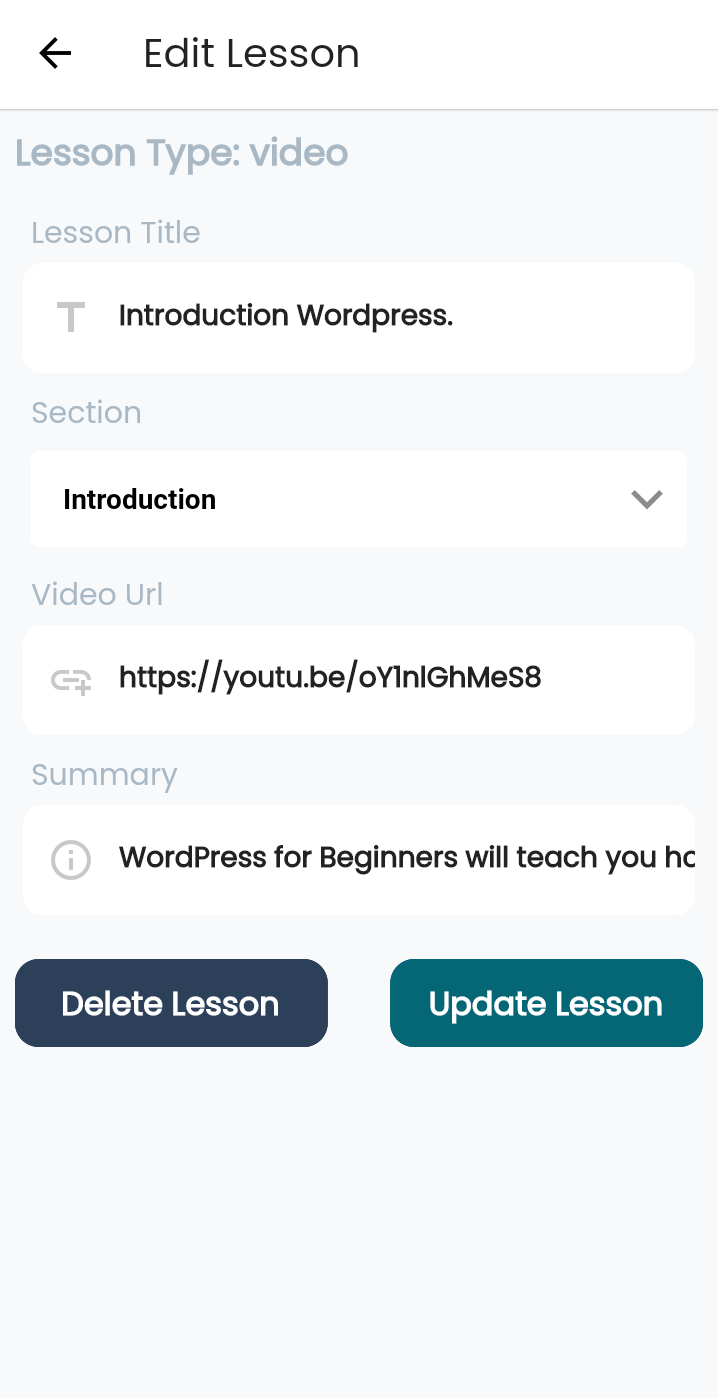 Edit Lesson
Lesson Type: video
Lesson Title
Introduction Wordpress.
Section
Introduction
Video Url
https://youtu.be/oY1nlGhMeS8
Summary
WordPress for Beginners will teach you ho
Delete Lesson
Update Lesson